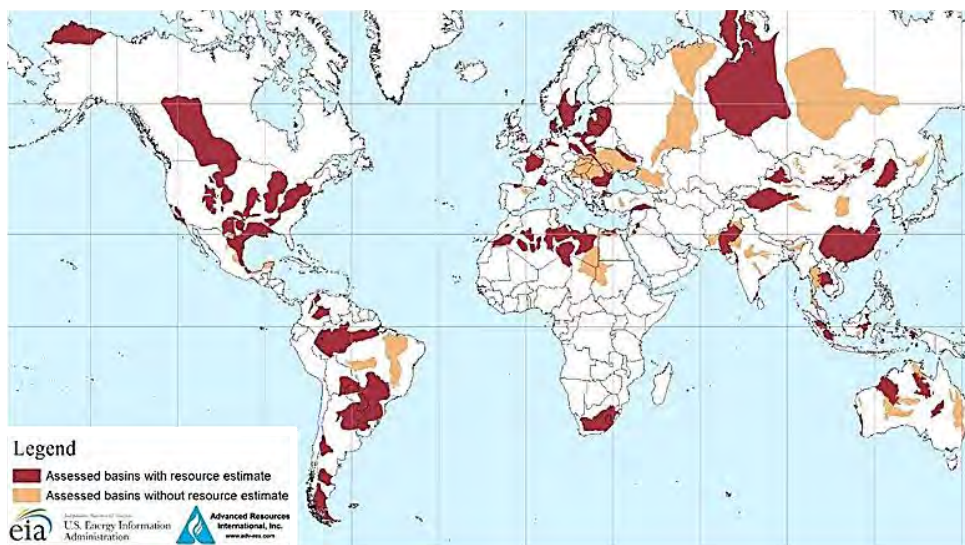 Legend
Assessed basins with resource estimate
Assessed basins without resource estimate
eia
U.S. Energy Information
Administration
Advanced Resources
International, Inc.
www.adv-res.com